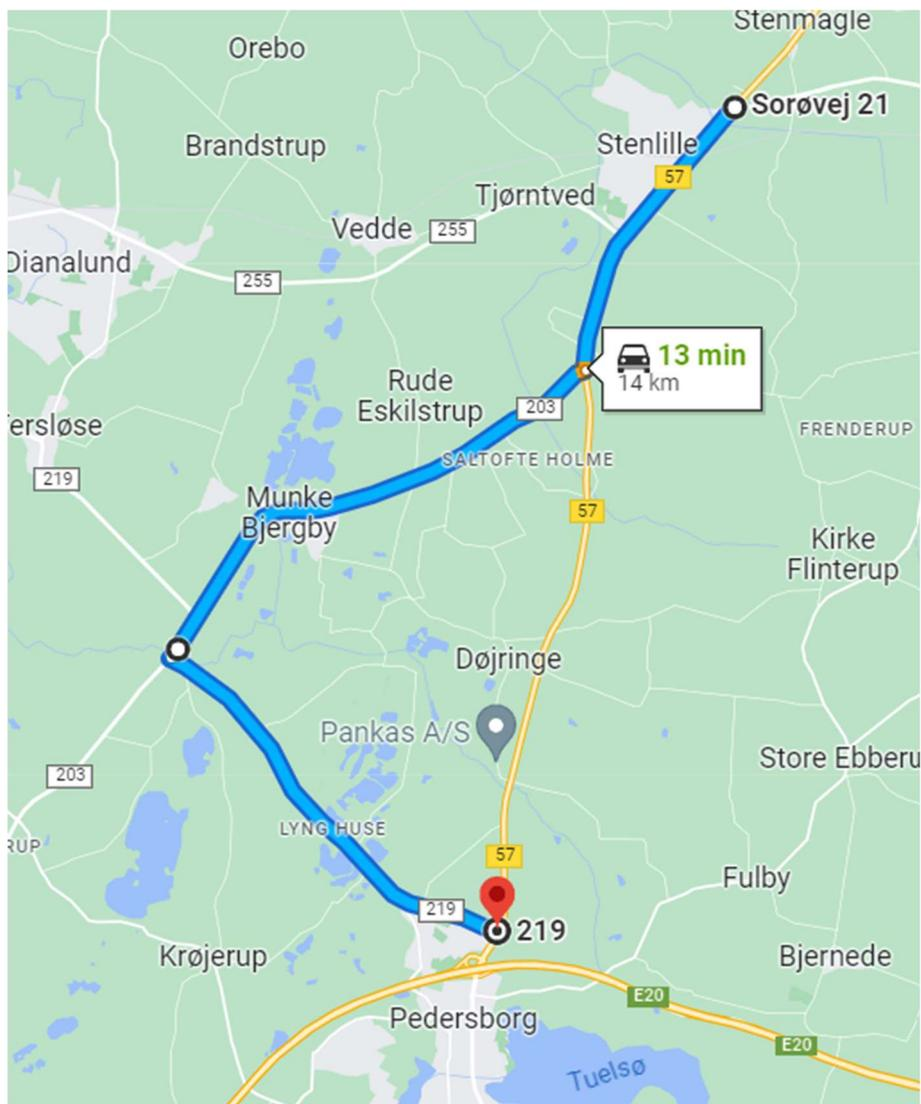 Stenmagle
Orebo
Sorøvej 21
Brandstrup
Stenlille
57
Tjørntved
Vedde
255
Dianalund
255
13 min
14 km
Rude
Eskilstrup
203
ersløse
FRENDERUP
SALTOFTE HOLME
219
Munke
Bjergby
57
Kirke
Flinterup
Døjringe
Pankas A/S
Store Ebberu
203
LYNG HUSE
RUP
57
Fulby
219
219
Krøjerup
Bjernede
E20
Pedersborg
E20
Tuelsø